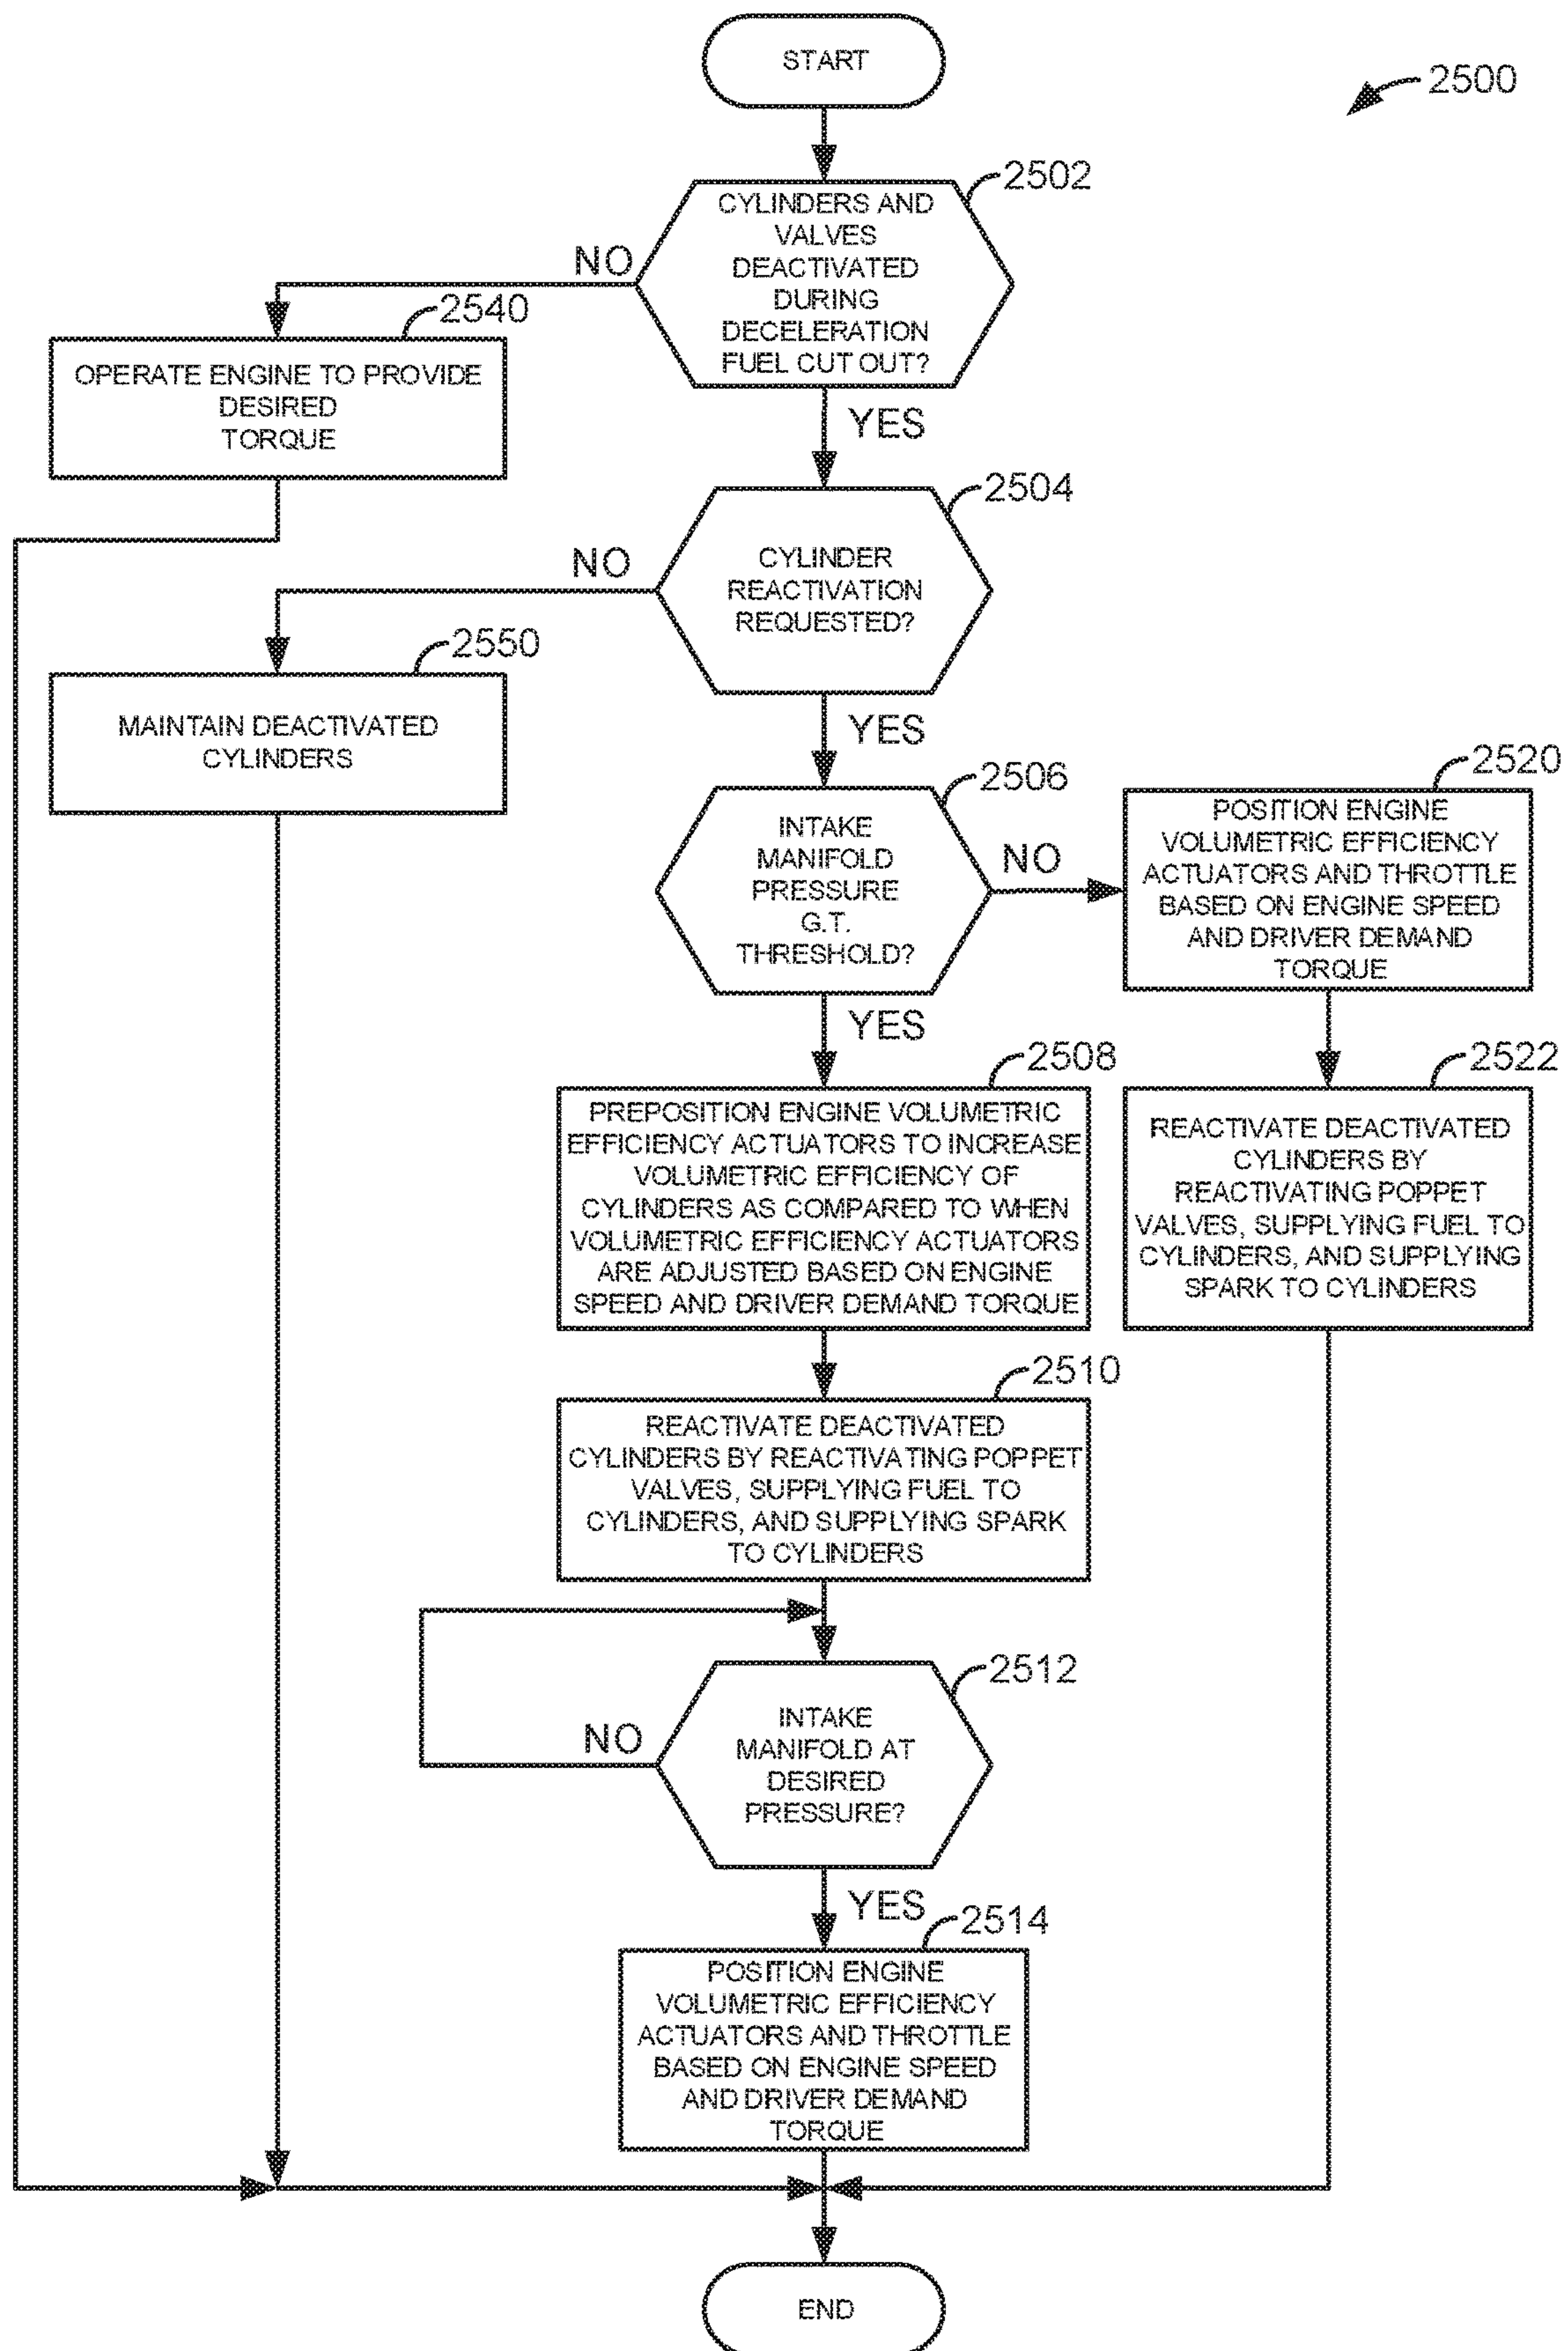 START
2500
2502
CYLINDERS AND
VALVES
DEACTIVATED
DURING
DECELERATION
FUEL CUT OUT?
NO
2540
OPERATE ENGINE TO PROVIDE
DESIRED
TORQUE
YES
2504
CYLINDER
REACTIVATION
REQUESTED?
NO
2550
MAINTAIN DEACTIVATED
CYLINDERS
YES
2506
INTAKE
MANIFOLD
PRESSURE
G.T.
THRESHOLD?
NO
2520
POSITION ENGINE
VOLUMETRIC EFFICIENCY
ACTUATORS AND THROTTLE
BASED ON ENGINE SPEED
AND DRIVER DEMAND
TORQUE
YES
2508
PREPOSITION ENGINE VOLUMETRIC
EFFICIENCY ACTUATORS TO INCREASE
VOLUMETRIC EFFICIENCY OF
CYLINDERS AS COMPARED TO WHEN
VOLUMETRIC EFFICIENCY ACTUATORS
ARE ADJUSTED BASED ON ENGINE
SPEED AND DRIVER DEMAND TORQUE
2522
REACTIVATE DEACTIVATED
CYLINDERS BY
REACTIVATING POPPET
VALVES, SUPPLYING FUEL TO
CYLINDERS, AND SUPPLYING
SPARK TO CYLINDERS
2510
REACTIVATE DEACTIVATED
CYLINDERS BY REACTIVATING POPPET
VALVES, SUPPLYING FUEL TO
CYLINDERS, AND SUPPLYING SPARK
TO CYLINDERS
2512
INTAKE
MANIFOLD AT
DESIRED
PRESSURE?
NO
YES
2514
POSITION ENGINE
VOLUMETRIC EFFICIENCY
ACTUATORS AND THROTTLE
BASED ON ENGINE SPEED
AND DRIVER DEMAND
TORQUE
END